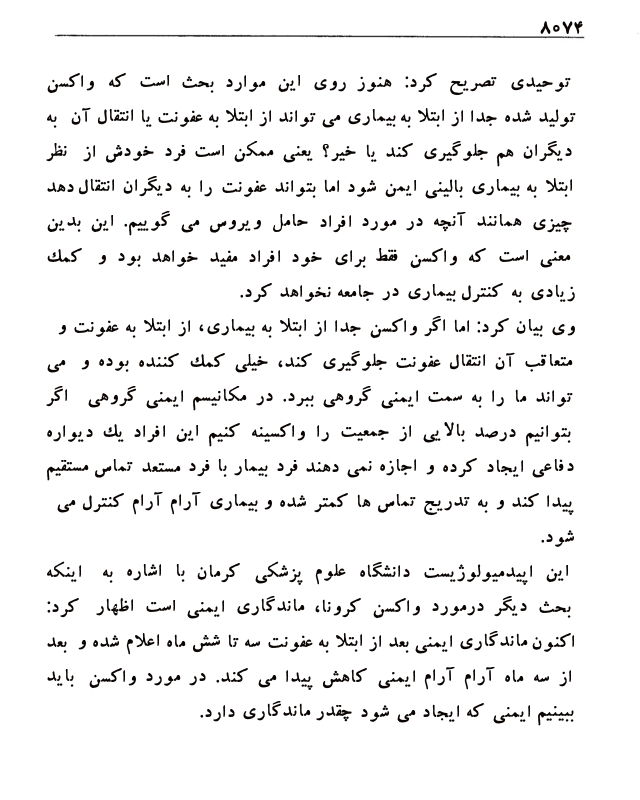 ۸۰۷۴
توحیدی تصریح کرد: هنوز روی این موارد بحث است که واکسن
تولید شده جدا از ابتلا به بیماری می تواند از ابتلا به عفونت یا انتقال آن به
دیگران هم جلوگیری کند یا خیر؟ یعنی ممکن است فرد خودش از نظر
ابتلا به بیماری بالینی ایمن شود اما بتواند عفونت را به دیگران انتقال دهد
چیزی همانند آنچه در مورد افراد حامل ویروس می گوییم. این بدین
معنی است که واکسن فقط برای خود افراد مفید خواهد بود و کمک
زیادی به کنترل بیماری در جامعه نخواهد کرد.
وی بیان کرد: اما اگر واکسن جدا از ابتلا به بیماری، از ابتلا به عفونت و
متعاقب آن انتقال عفونت جلوگیری کند، خیلی کمک کننده بوده و می
تواند ما را به سمت ایمنی گروهی ببرد. در مکانیسم ایمنی گروهی اگر
بتوانیم درصد بالایی از جمعیت را واکسینه کنیم این افراد یک دیواره
دفاعی ایجاد کرده و اجازه نمی دهند فرد بیمار با فرد مستعد تماس مستقیم
پیدا کند و به تدریج تماس ها کمتر شده و بیماری آرام آرام کنترل می
شود.
این اپیدمیولوژیست دانشگاه علوم پزشکی کرمان با اشاره به اینکه
بحث دیگر درمورد واکسن کرونا، ماندگاری ایمنی است اظهار کرد:
اکنون ماندگاری ایمنی بعد از ابتلا به عفونت سه تا شش ماه اعلام شده و بعد
از سه ماه آرام آرام ایمنی کاهش پیدا می کند. در مورد واکسن باید
ببینیم ایمنی که ایجاد می شود چقدر ماندگاری دارد.